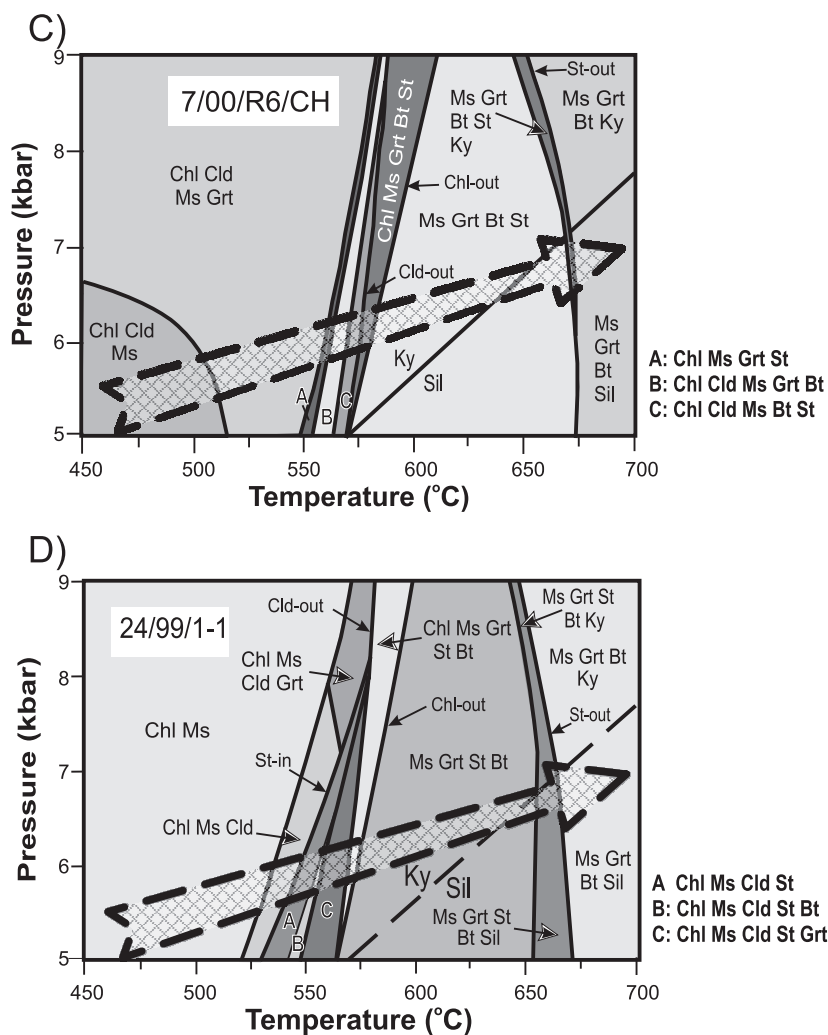 C)
9
8
7
6
5
Pressure (kbar)
7/00/R6/CH
Chl Cld
Ms Grt
Chl Cld
Ms
Chl Ms Grt Bt St
Ms Grt
Bt St
Ky
St-out
Ms Grt
Bt Ky
Chl-out
Ms Grt Bt St
Cld-out
Ky
Sil
Ms
Grt
Bt
Sil
A
B
C
A: Chl Ms Grt St
B: Chl Cld Ms Grt Bt
C: Chl Cld Ms Bt St
450
500
550
600
650
700
Temperature (°C)
D)
9
8
7
6
5
Pressure (kbar)
24/99/1-1
Cld-out
Chl Ms Grt
St Bt
Chl Ms
Cld Grt
Ms Grt St
Bt Ky
Ms Grt Bt
Ky
Chl Ms
Chl-out
St-out
St-in
Ms Grt St Bt
Chl Ms Cld
Ky
Sil
Ms Grt
Bt Sil
Ms Grt St
Bt Sil
A
B
C
A Chl Ms Cld St
B: Chl Ms Cld St Bt
C: Chl Ms Cld St Grt
450
500
550
600
650
700
Temperature (°C)